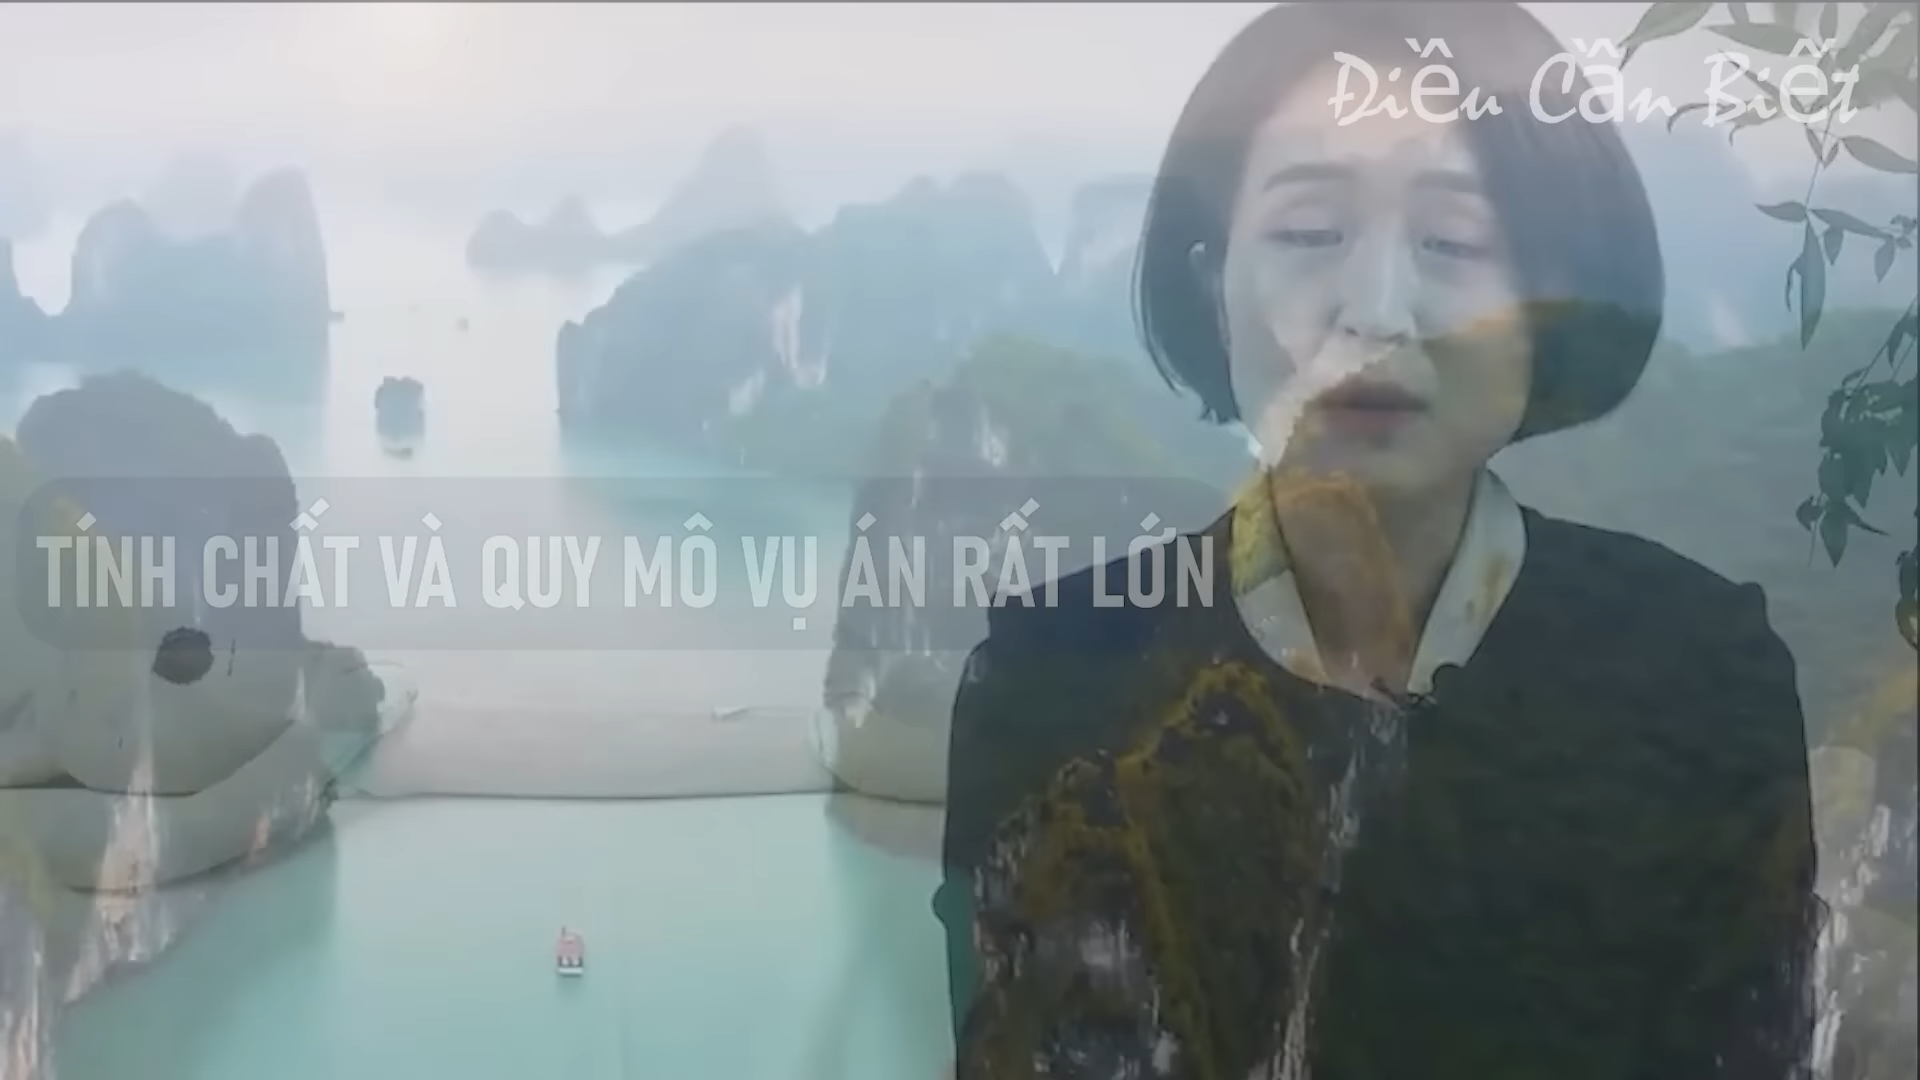 Điều Cần Biết
TÍNH CHẤT VÀ QUY MÔ VỤ ÁN RẤT LỚN